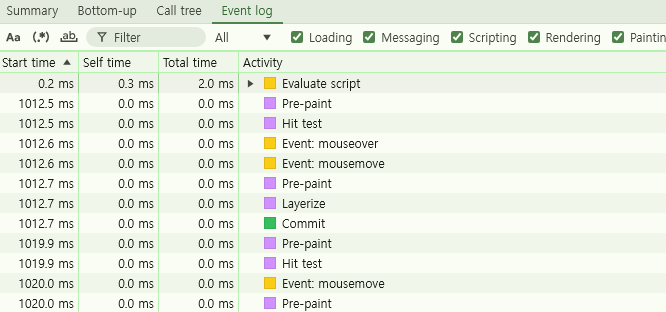 Summary Bottom-up Call tree Event log
Aa (.*) ab Filter All Loading Messaging Scripting Rendering Paintin
Start time Self time Total time Activity
0.2 ms 0.3 ms 2.0 ms Evaluate script
1012.5 ms 0.0 ms 0.0 ms Pre-paint
1012.5 ms 0.0 ms 0.0 ms Hit test
1012.6 ms 0.0 ms 0.0 ms Event: mouseover
1012.6 ms 0.0 ms 0.0 ms Event: mousemove
1012.7 ms 0.0 ms 0.0 ms Pre-paint
1012.7 ms 0.0 ms 0.0 ms Layerize
1012.7 ms 0.0 ms 0.0 ms Commit
1019.9 ms 0.0 ms 0.0 ms Pre-paint
1019.9 ms 0.0 ms 0.0 ms Hit test
1020.0 ms 0.0 ms 0.0 ms Event: mousemove
1020.0 ms 0.0 ms 0.0 ms Pre-paint